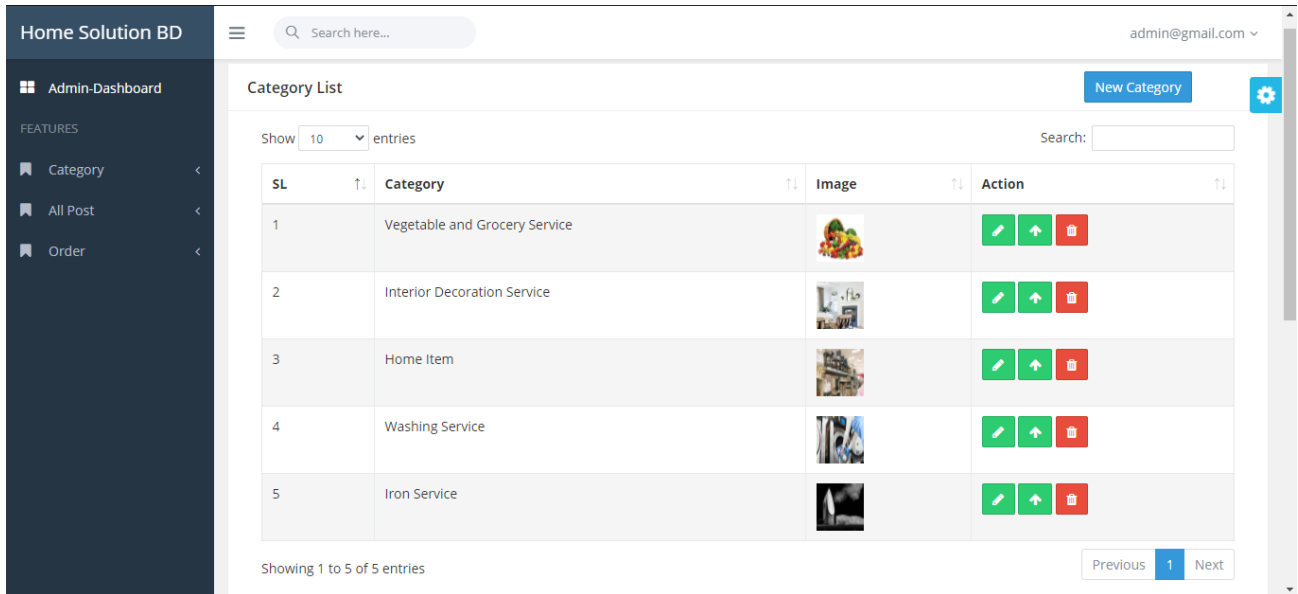 Home Solution BD
Search here...
admin@gmail.com
Admin-Dashboard
FEATURES
Category
All Post
Order
Category List
New Category
Show 10 entries
Search:
SL Category Image Action
1 Vegetable and Grocery Service
2 Interior Decoration Service
3 Home Item
4 Washing Service
5 Iron Service
Showing 1 to 5 of 5 entries
Previous 1 Next